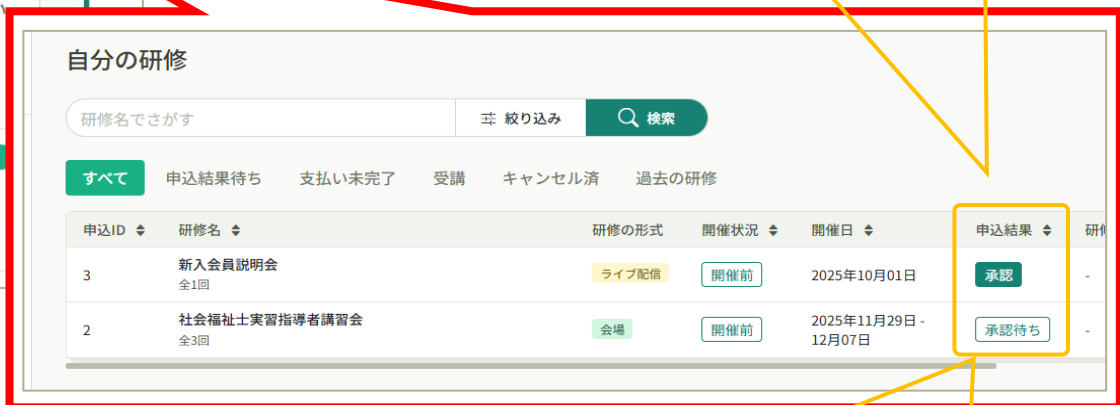 自分の研修
研修名でさがす 絞り込み 検索
すべて 申込結果待ち 支払い未完了 受講 キャンセル済 過去の研修
申込ID 研修名 研修の形式 開催状況 開催日 申込結果
3 新入会員説明会 ライブ配信 開催前 2025年10月01日 承認 -
全1回
2 社会福祉士実習指導者講習会 会場 開催前 2025年11月29日 - 承認待ち -
全3回 12月07日